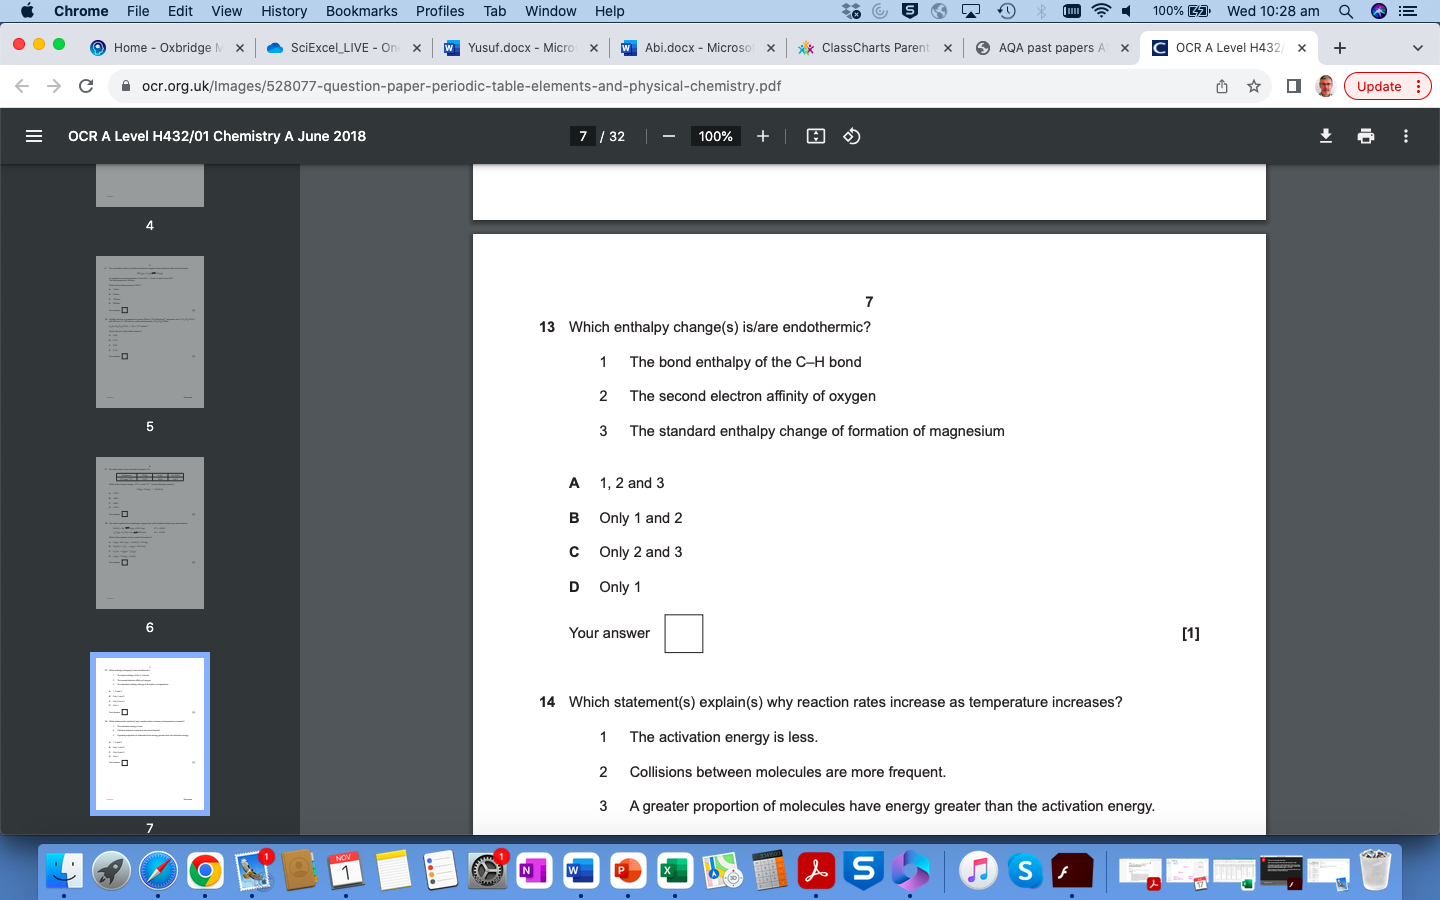 Chrome File Edit View History Bookmarks Profiles Tab Window Help 100% Wed 10:28 am
Home - Oxbridge M SciExcel_LIVE - On Yusuf.docx - Micro Abi.docx - Microso ClassCharts Parent AQA past papers A OCR A Level H432/
ocr.org.uk/Images/528077-question-paper-periodic-table-elements-and-physical-chemistry.pdf Update
OCR A Level H432/01 Chemistry A June 2018 7 / 32 100%
4
5
6
7
7
13 Which enthalpy change(s) is/are endothermic?
1 The bond enthalpy of the C–H bond
2 The second electron affinity of oxygen
3 The standard enthalpy change of formation of magnesium
A 1, 2 and 3
B Only 1 and 2
C Only 2 and 3
D Only 1
Your answer [1]
14 Which statement(s) explain(s) why reaction rates increase as temperature increases?
1 The activation energy is less.
2 Collisions between molecules are more frequent.
3 A greater proportion of molecules have energy greater than the activation energy.
NOV
1